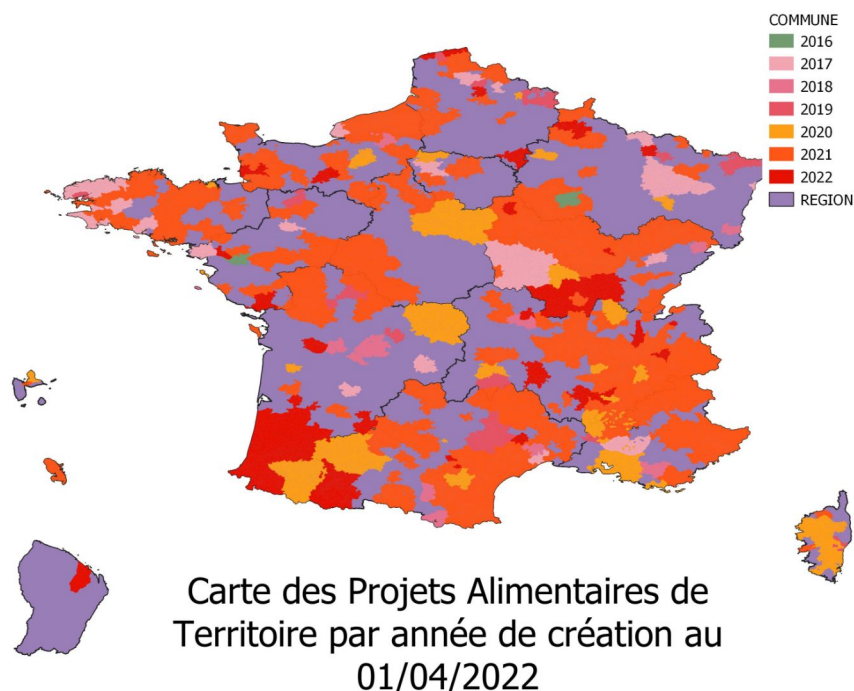 COMMUNE
2016
2017
2018
2019
2020
2021
2022
REGION
Carte des Projets Alimentaires de
Territoire par année de création au
01/04/2022